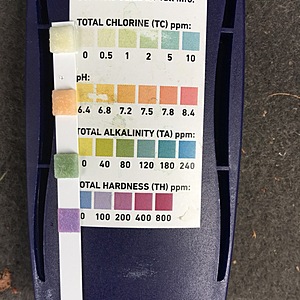 TOTAL CHLORINE (TC) ppm:
0 0.5 1 2 5 10
pH:
6.4 6.8 7.2 7.5 7.8 8.4
TOTAL ALKALINITY (TA) ppm:
0 40 80 120 180 240
TOTAL HARDNESS (TH) ppm:
0 100 200 400 800